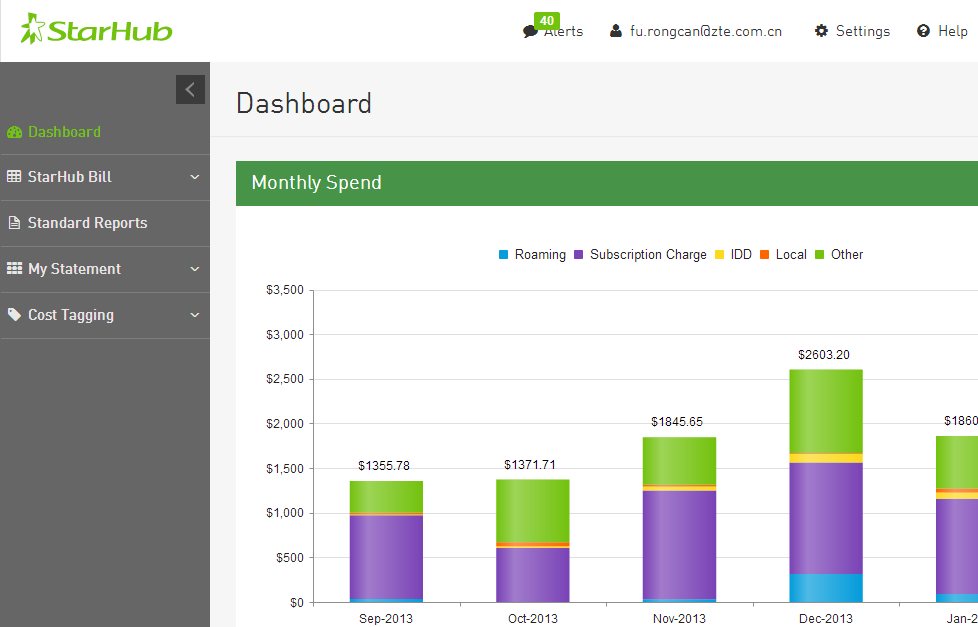 StarHub
40
Alerts
fu.rongcan@zte.com.cn
Settings
Help
Dashboard
StarHub Bill
Standard Reports
My Statement
Cost Tagging
Dashboard
Monthly Spend
Roaming Subscription Charge IDD Local Other
$3,500
$3,000
$2,500
$2,000
$1,500
$1,000
$500
$0
$1355.78
$1371.71
$1845.65
$2603.20
$1860
Sep-2013
Oct-2013
Nov-2013
Dec-2013
Jan-2